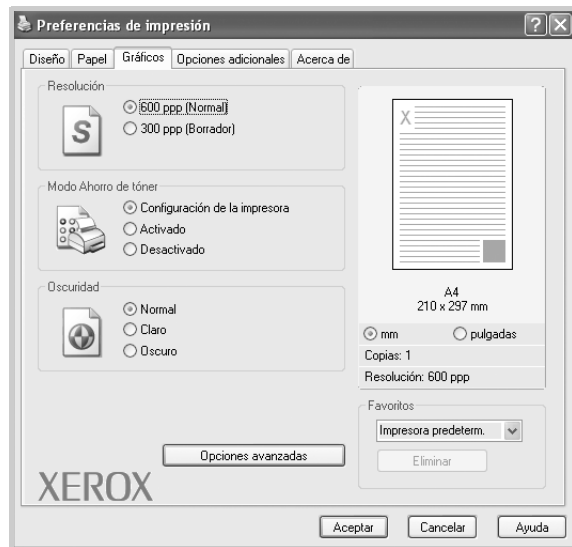 Preferencias de impresión
Diseño Papel Gráficos Opciones adicionales Acerca de
Resolución
600 ppp (Normal)
300 ppp (Borrador)
S
Modo Ahorro de tóner
Configuración de la impresora
Activado
Desactivado
Oscuridad
Normal
Claro
Oscuro
Opciones avanzadas
XEROX
X
A4
210 x 297 mm
mm pulgadas
Copias: 1
Resolución: 600 ppp
Favoritos
Impresora predeterm.
Eliminar
Aceptar Cancelar Ayuda